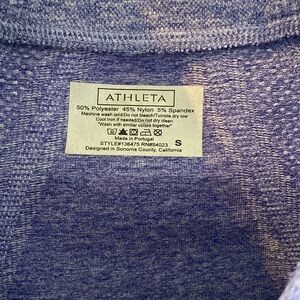 ATHLETA
50% Polyester 45% Nylon 5% Spandex
Machine wash cold/Do not bleach/Tumble dry low
Cool iron if needed/Do not dry clean
"Wash with similar colors together"
Made in Portugal
STYLE#136475 RN#54023 S
Designed in Sonoma County, California